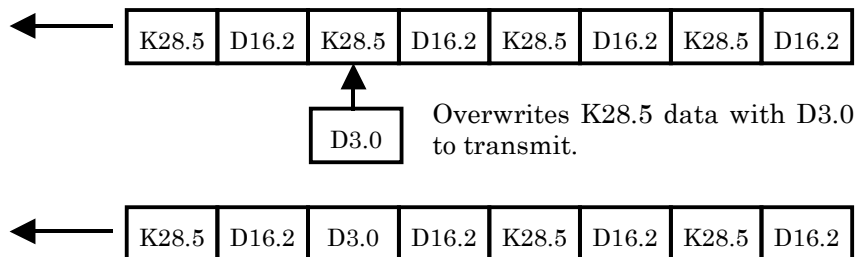 K28.5 D16.2 K28.5 D16.2 K28.5 D16.2 K28.5 D16.2
Overwrites K28.5 data with D3.0
D3.0
to transmit.
K28.5 D16.2 D3.0 D16.2 K28.5 D16.2 K28.5 D16.2